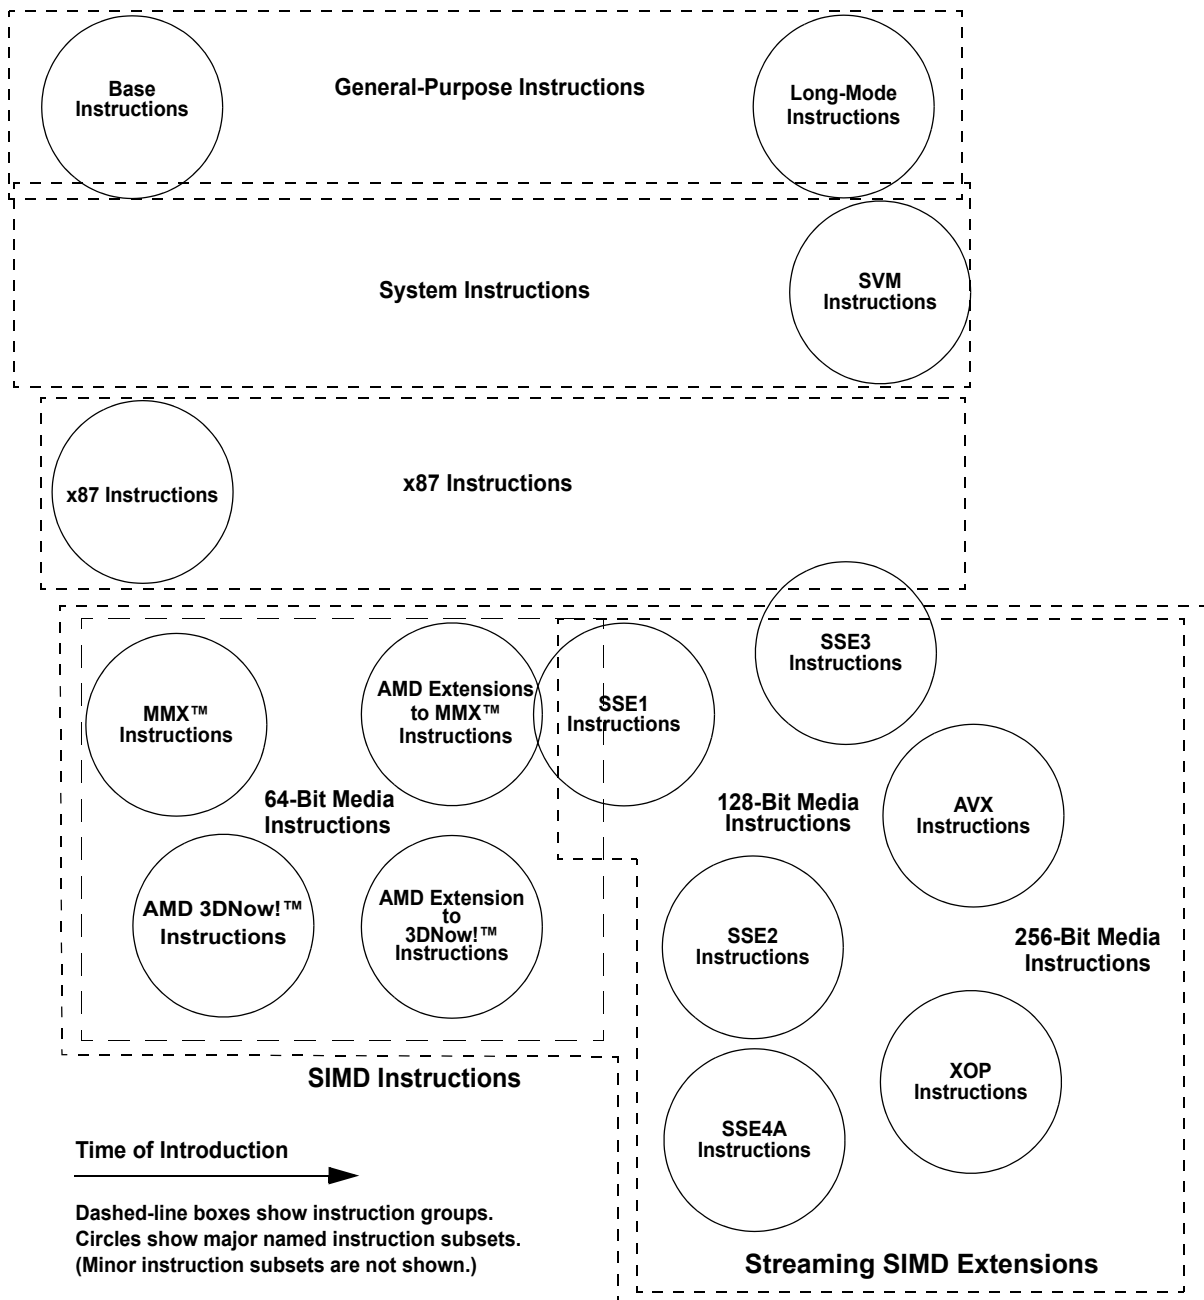 Base
Instructions
General-Purpose Instructions
Long-Mode
Instructions
System Instructions
SVM
Instructions
x87 Instructions
x87 Instructions
MMX™
Instructions
AMD Extensions
to MMX™
Instructions
SSE1
Instructions
SSE3
Instructions
64-Bit Media
Instructions
128-Bit Media
Instructions
AVX
Instructions
AMD 3DNow!™
Instructions
AMD Extension
to
3DNow!™
Instructions
SSE2
Instructions
256-Bit Media
Instructions
SIMD Instructions
XOP
Instructions
SSE4A
Instructions
Time of Introduction
Dashed-line boxes show instruction groups.
Circles show major named instruction subsets.
(Minor instruction subsets are not shown.)
Streaming SIMD Extensions